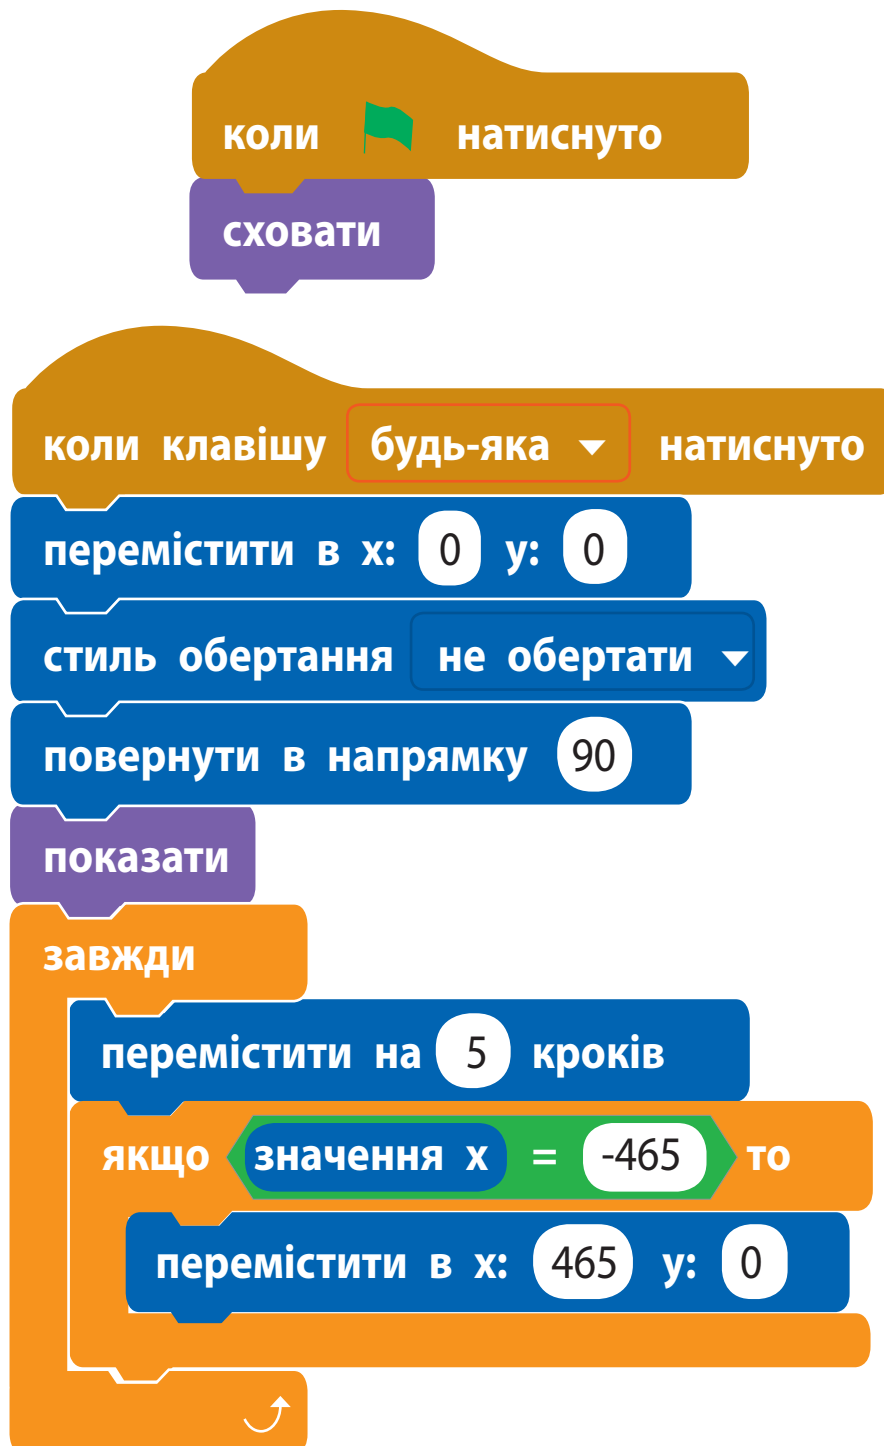 коли натиснуто
сховати
коли клавішу будь-яка натиснуто
перемістити в x: 0 y: 0
стиль обертання не обертати
повернути в напрямку 90
показати
завжди
перемістити на 5 кроків
якщо значення x = -465 то
перемістити в x: 465 y: 0